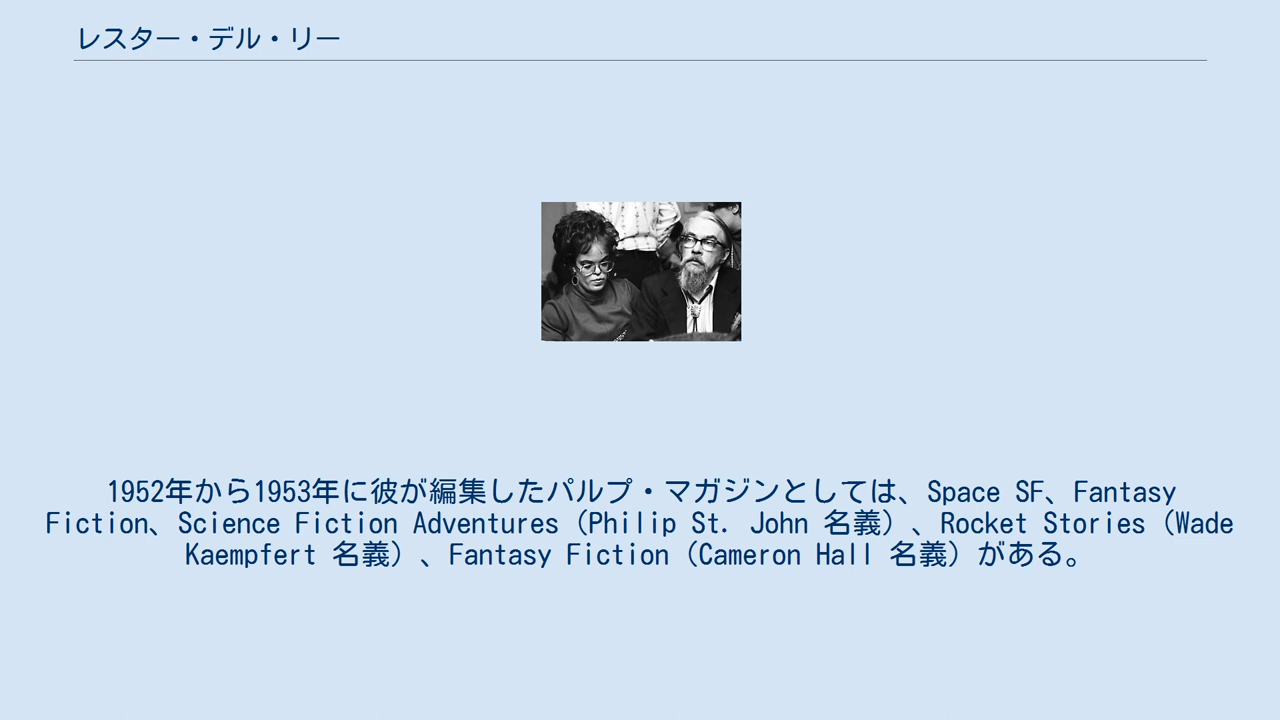 レスター・デル・リー
1952年から1953年に彼が編集したパルプ・マガジンとしては、Space SF、Fantasy
Fiction、Science Fiction Adventures（Philip St. John 名義）、Rocket Stories（Wade
Kaempfert 名義）、Fantasy Fiction（Cameron Hall 名義）がある。